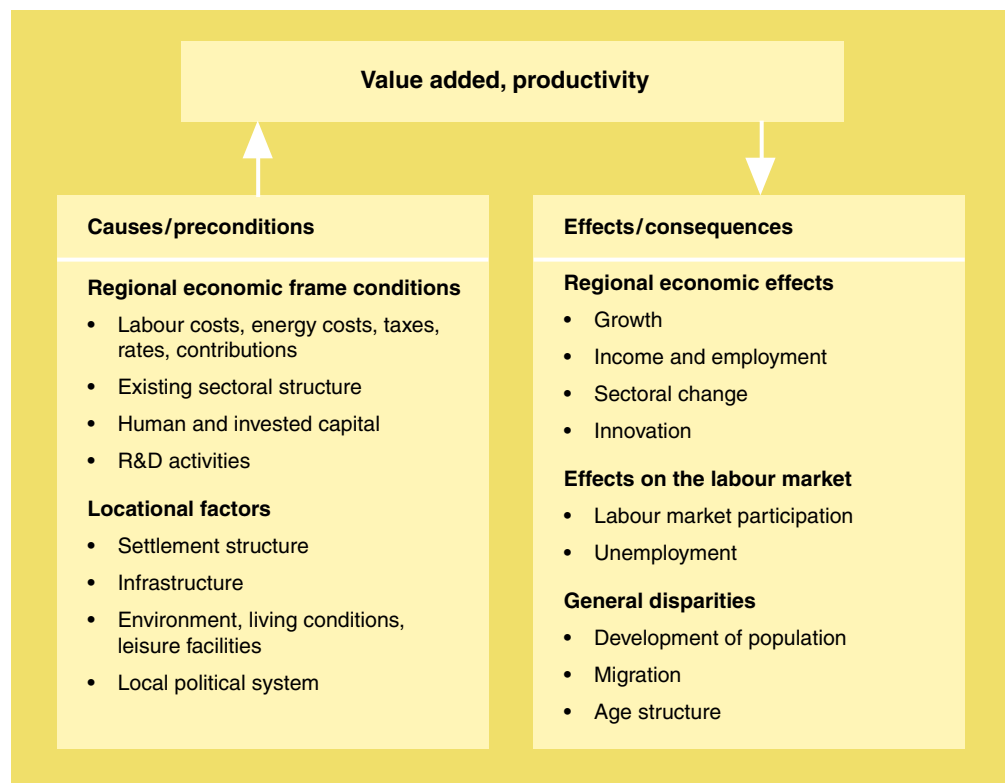 Value added, productivity
Causes/preconditions
Regional economic frame conditions
• Labour costs, energy costs, taxes,
rates, contributions
• Existing sectoral structure
• Human and invested capital
• R&D activities
Locational factors
• Settlement structure
• Infrastructure
• Environment, living conditions,
leisure facilities
• Local political system
Effects/consequences
Regional economic effects
• Growth
• Income and employment
• Sectoral change
• Innovation
Effects on the labour market
• Labour market participation
• Unemployment
General disparities
• Development of population
• Migration
• Age structure